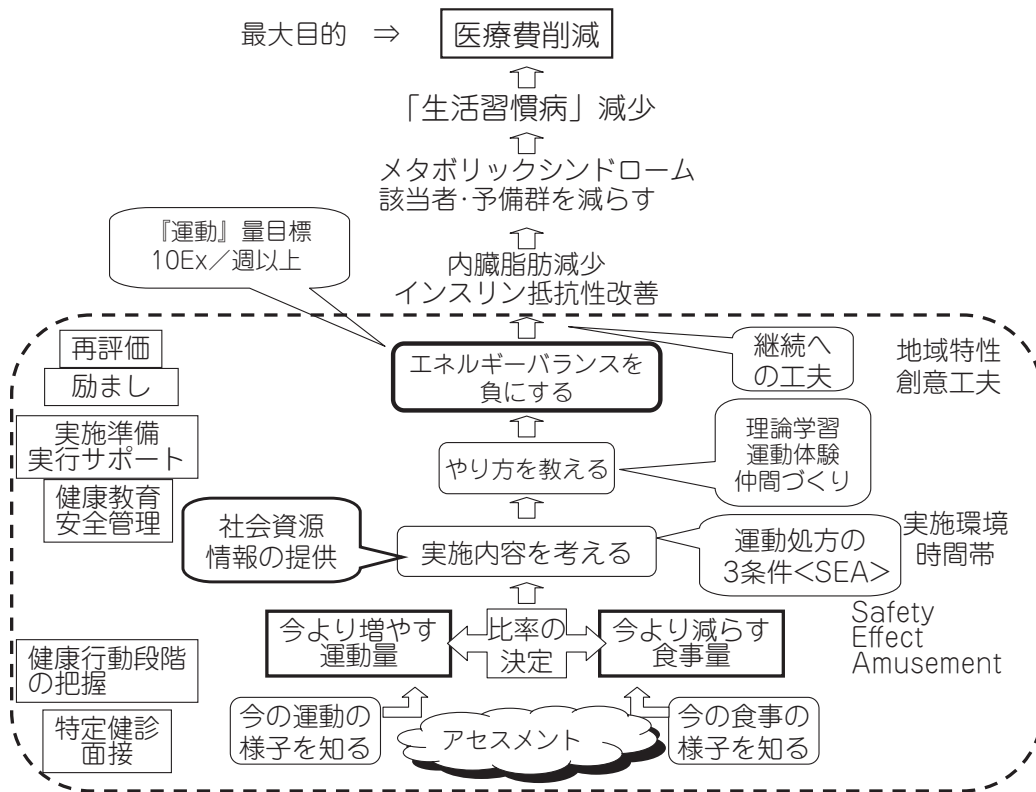 最大目的 ⇒ 医療費削減
「生活習慣病」減少
メタボリックシンドローム
該当者・予備群を減らす
『運動』量目標
10Ex/週以上
内臓脂肪減少
インスリン抵抗性改善
再評価
励まし
エネルギーバランスを
負にする
継続へ
の工夫
地域特性
創意工夫
実施準備
実行サポート
やり方を教える
理論学習
運動体験
仲間づくり
健康教育
安全管理
社会資源
情報の提供
実施内容を考える
運動処方の
3条件<SEA>
実施環境
時間帯
今より増やす
運動量
比率の
決定
今より減らす
食事量
Safety
Effect
Amusement
健康行動段階
の把握
特定健診
面接
今の運動の
様子を知る
アセスメント
今の食事の
様子を知る